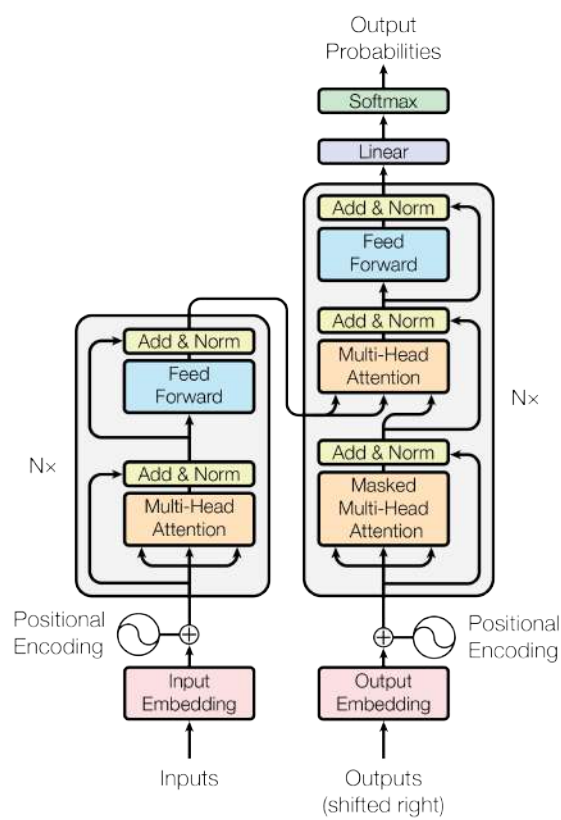 Output
Probabilities
Softmax
Linear
Add & Norm
Feed
Forward
Add & Norm
Multi-Head
Attention
Add & Norm
Masked
Multi-Head
Attention
N×
Add & Norm
Feed
Forward
Add & Norm
Multi-Head
Attention
N×
Positional
Encoding
Positional
Encoding
Input
Embedding
Output
Embedding
Inputs
Outputs
(shifted right)